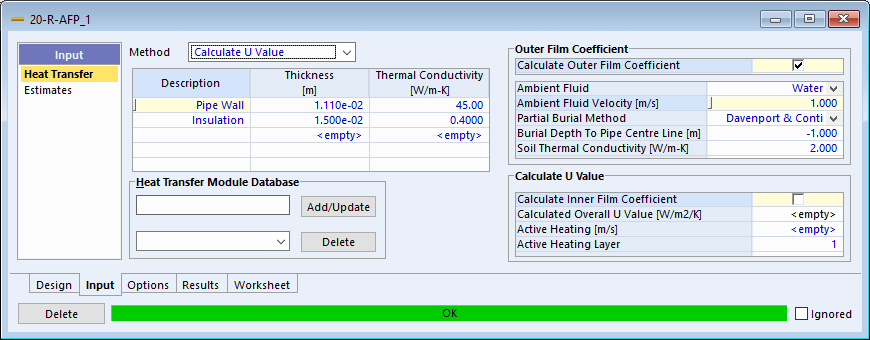 20-R-AFP_1
Input
Heat Transfer
Estimates
Method Calculate U Value
Description Thickness [m] Thermal Conductivity [W/m-K]
Pipe Wall 1.110e-02 45.00
Insulation 1.500e-02 0.4000
<empty> <empty>
Heat Transfer Module Database
Add/Update
Delete
Outer Film Coefficient
Calculate Outer Film Coefficient
Ambient Fluid Water
Ambient Fluid Velocity [m/s] 1.000
Partial Burial Method Davenport & Conti
Burial Depth To Pipe Centre Line [m] -1.000
Soil Thermal Conductivity [W/m-K] 2.000
Calculate U Value
Calculate Inner Film Coefficient
Calculated Overall U Value [W/m2/K] <empty>
Active Heating [m/s] <empty>
Active Heating Layer 1
Design Input Options Results Worksheet
Delete OK Ignored